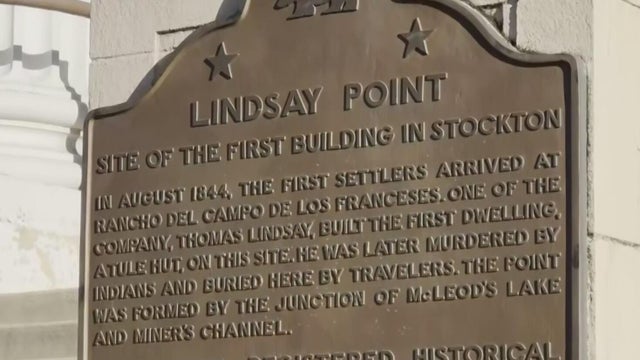 LINDSAY POINT
SITE OF THE FIRST BUILDING IN STOCKTON
IN AUGUST 1844, THE FIRST SETTLERS ARRIVED AT
RANCHO DEL CAMPO DE LOS FRANCESES. ONE OF THE
COMPANY, THOMAS LINDSAY, BUILT THE FIRST DWELLING,
A TULE HUT, ON THIS SITE. HE WAS LATER MURDERED BY
INDIANS AND BURIED HERE BY TRAVELERS. THE POINT
WAS FORMED BY THE JUNCTION OF McLEOD'S LAKE
AND MINER'S CHANNEL.
REGISTERED HISTORICAL